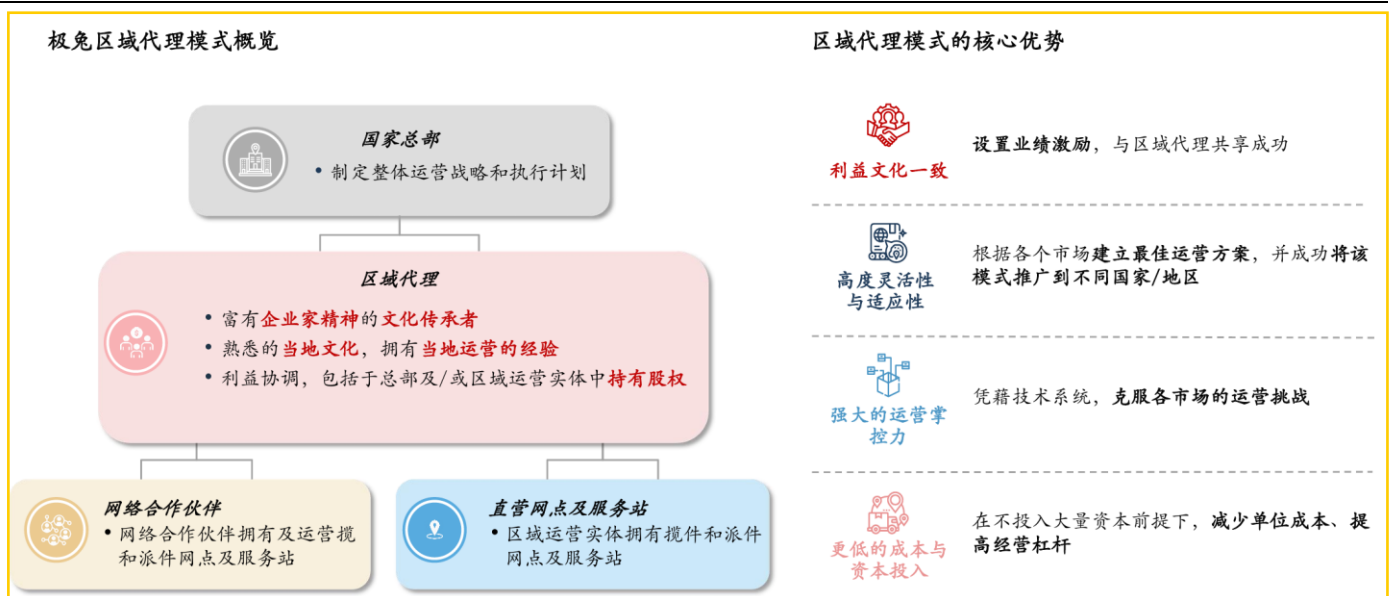 极兔区域代理模式概览
国家总部
• 制定整体运营战略和执行计划
区域代理
• 富有企业家精神的文化传承者
• 熟悉的当地文化，拥有当地运营的经验
• 利益协调，包括于总部及/或区域运营实体中持有股权
网络合作伙伴
• 网络合作伙伴拥有及运营揽
和派件网点及服务站
直营网点及服务站
• 区域运营实体拥有揽件和派件
网点及服务站
区域代理模式的核心优势
利益文化一致
设置业绩激励，与区域代理共享成功
高度灵活性
与适应性
根据各个市场建立最佳运营方案，并成功将该
模式推广到不同国家/地区
强大的运营掌
控力
凭藉技术系统，克服各市场的运营挑战
更低的成本与
资本投入
在不投入大量资本前提下，减少单位成本、提
高经营杠杆